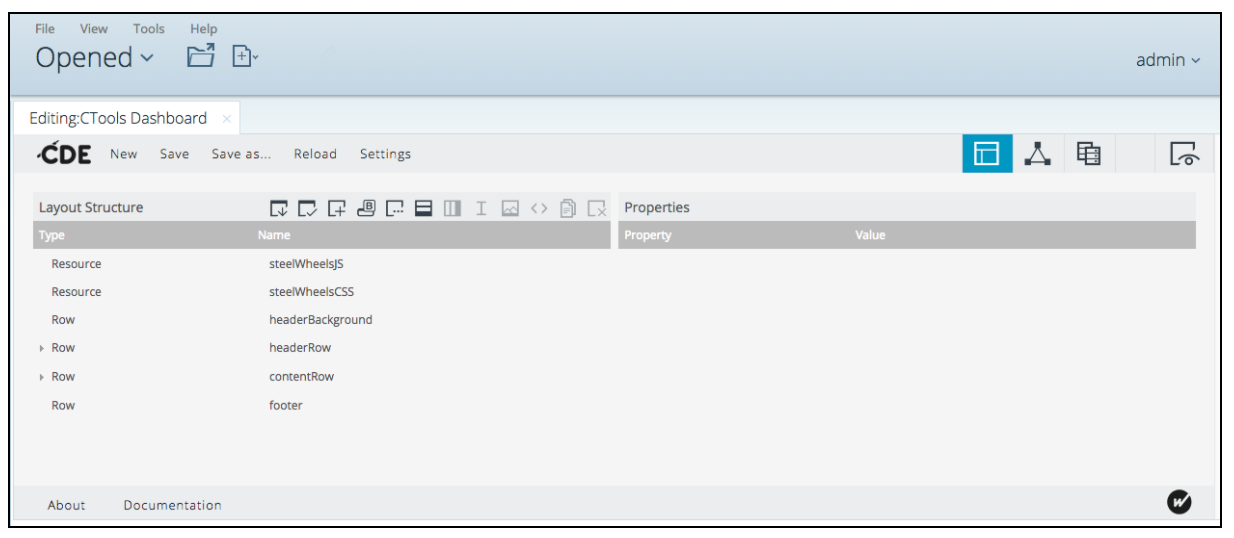 File View Tools Help
Opened
admin
Editing:CTools Dashboard ×
CDE New Save Save as... Reload Settings
Layout Structure
Properties
Type Name
Property Value
Resource steelWheelsJS
Resource steelWheelsCSS
Row headerBackground
Row headerRow
Row contentRow
Row footer
About Documentation